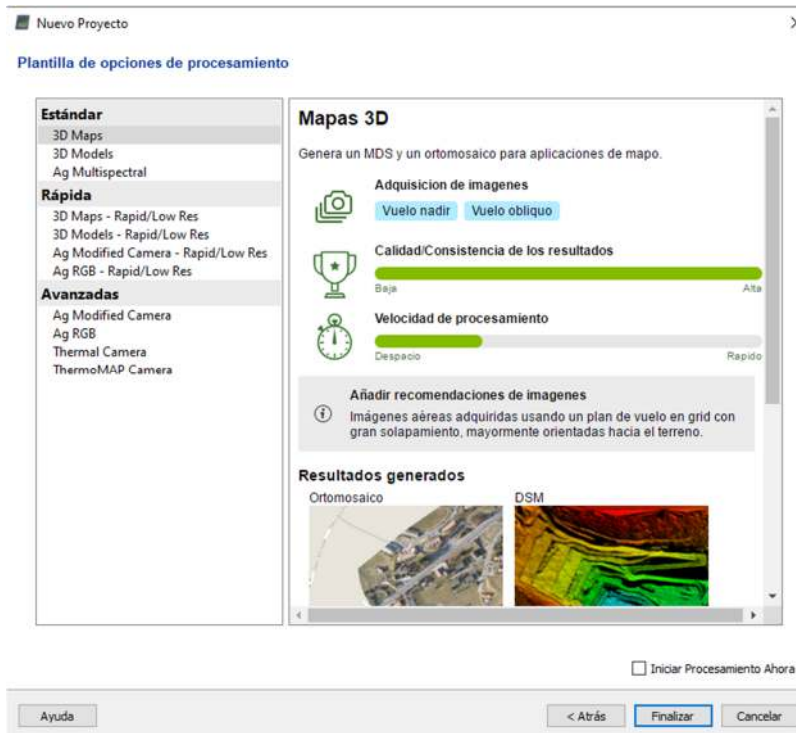 Nuevo Proyecto
Plantilla de opciones de procesamiento
Estándar
3D Maps
3D Models
Ag Multispectral
Rápida
3D Maps - Rapid/Low Res
3D Models - Rapid/Low Res
Ag Modified Camera - Rapid/Low Res
Ag RGB - Rapid/Low Res
Avanzadas
Ag Modified Camera
Ag RGB
Thermal Camera
ThermoMAP Camera
Mapas 3D
Genera un MDS y un ortomosaico para aplicaciones de mapo.
Adquisicion de imagenes
Vuelo nadir Vuelo obliquo
Calidad/Consistencia de los resultados
Baja Alta
Velocidad de procesamiento
Despacio Rapido
Añadir recomendaciones de imagenes
Imágenes aéreas adquiridas usando un plan de vuelo en grid con
gran solapamiento, mayormente orientadas hacia el terreno.
Resultados generados
Ortomosaico DSM
Iniciar Procesamiento Ahora
Ayuda < Atrás Finalizar Cancelar